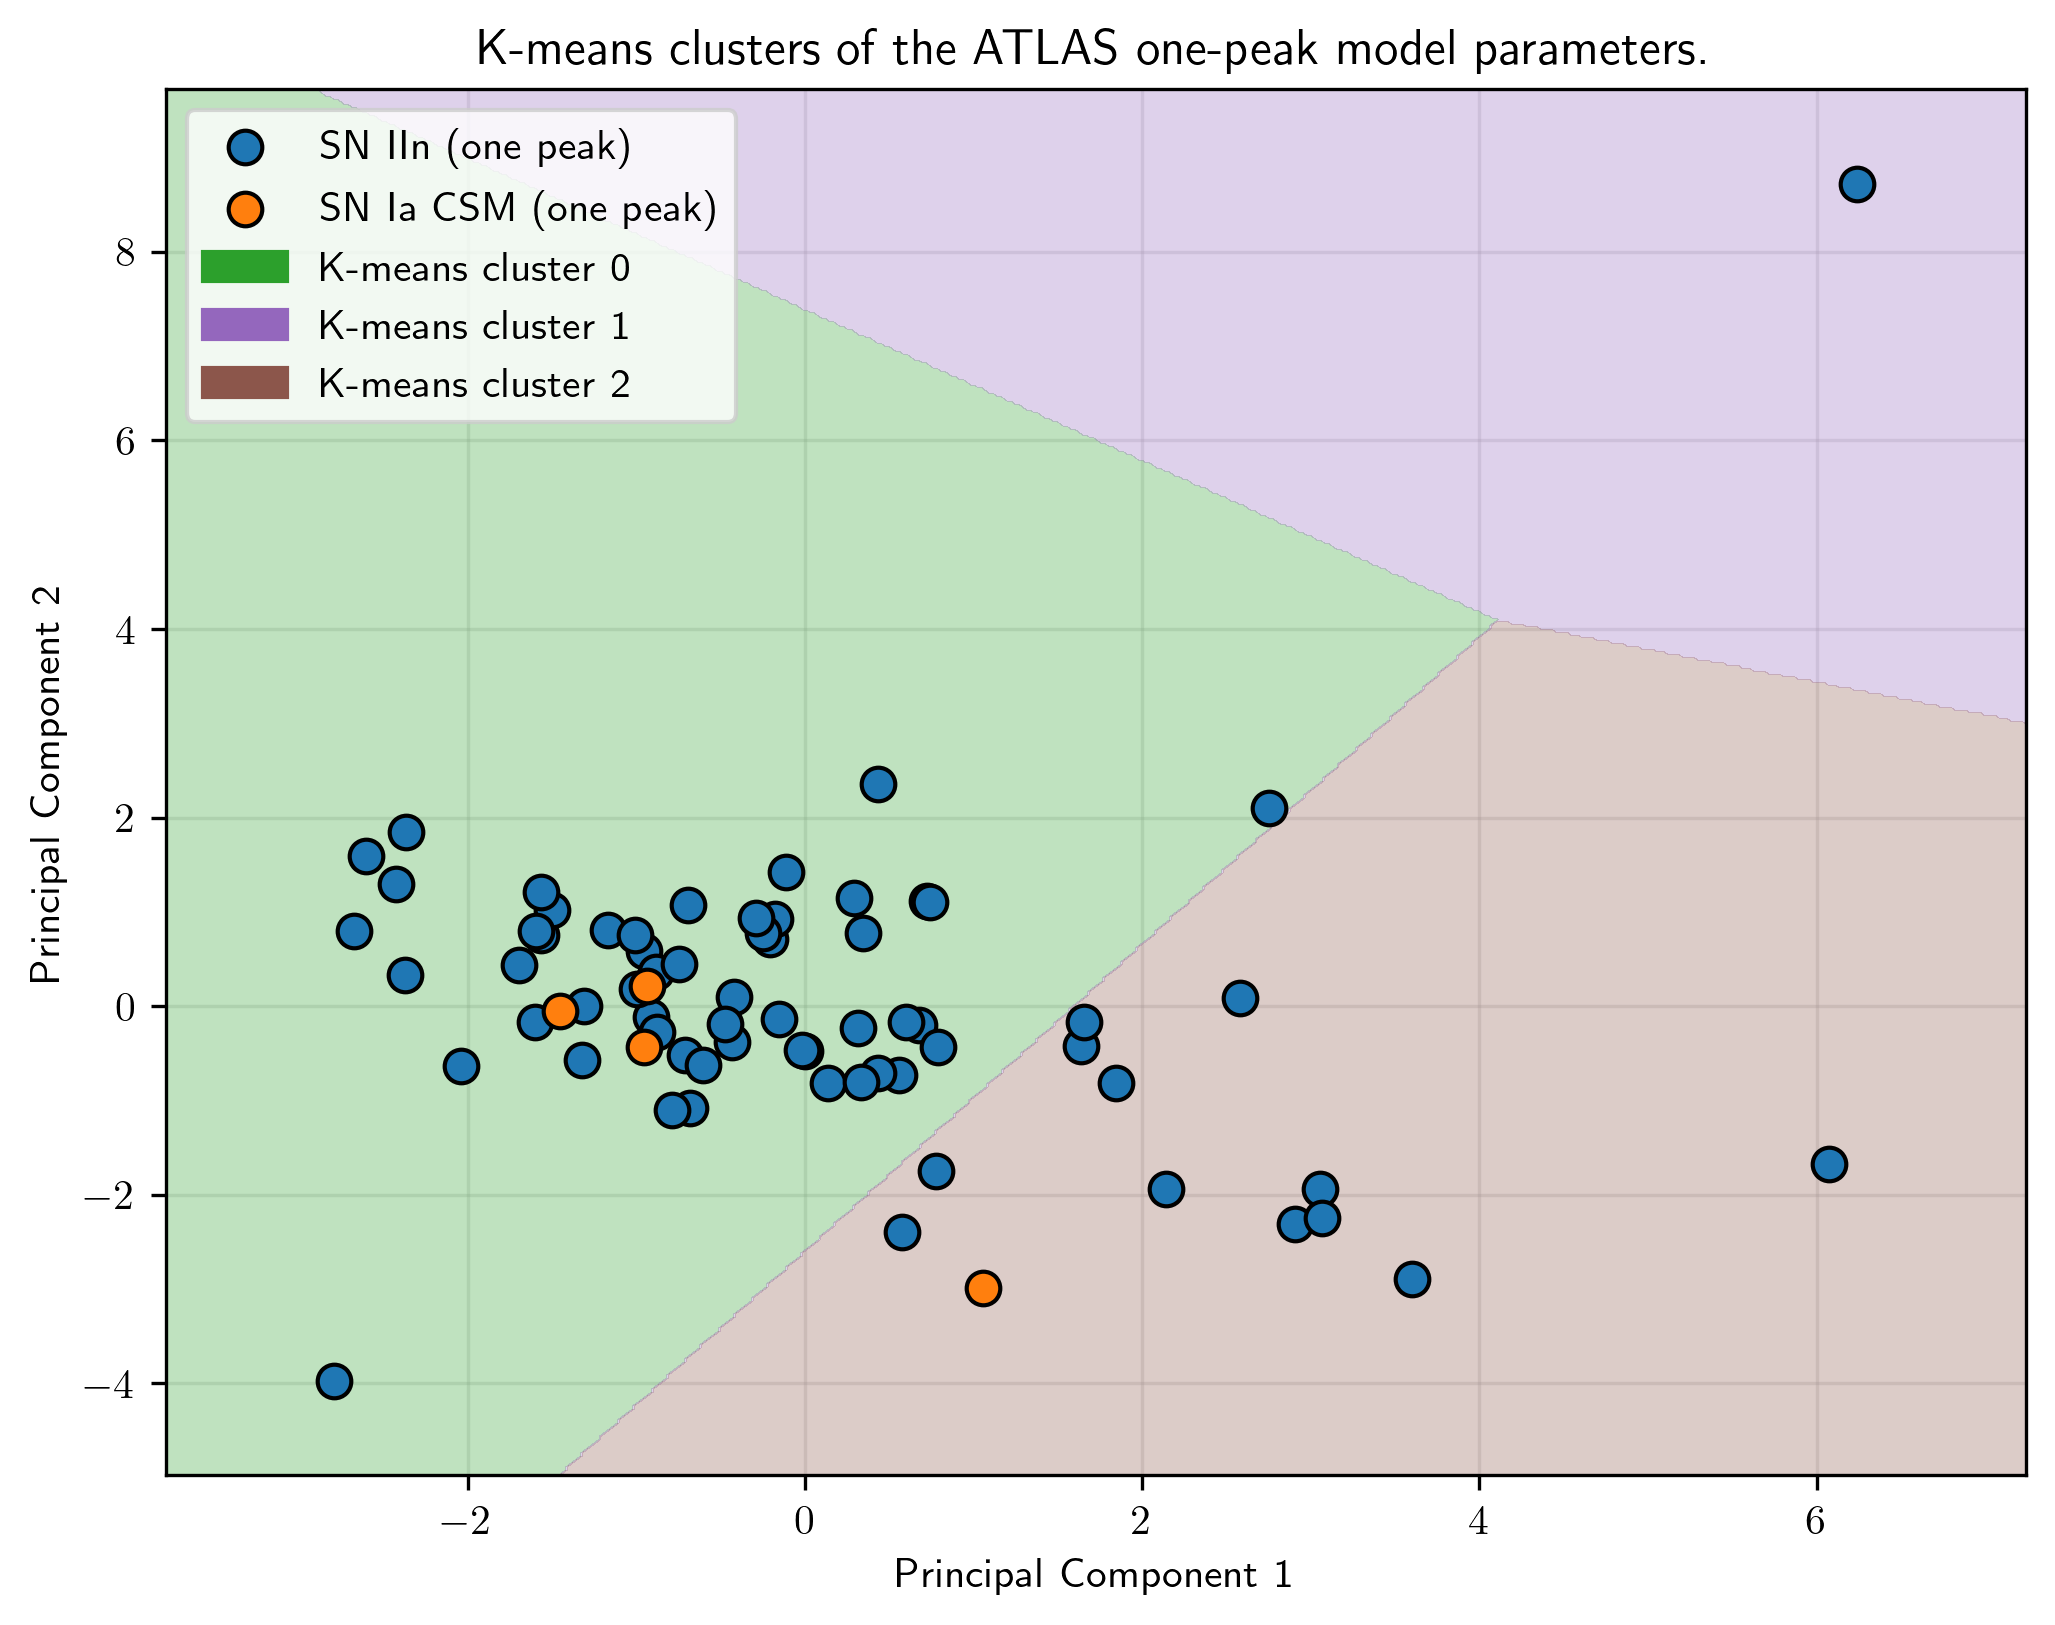 K-means clusters of the ATLAS one-peak model parameters.
SN IIn (one peak)
SN Ia CSM (one peak)
K-means cluster 0
K-means cluster 1
K-means cluster 2
Principal Component 2
8
6
4
2
0
−2
−4
−2
0
2
4
6
Principal Component 1